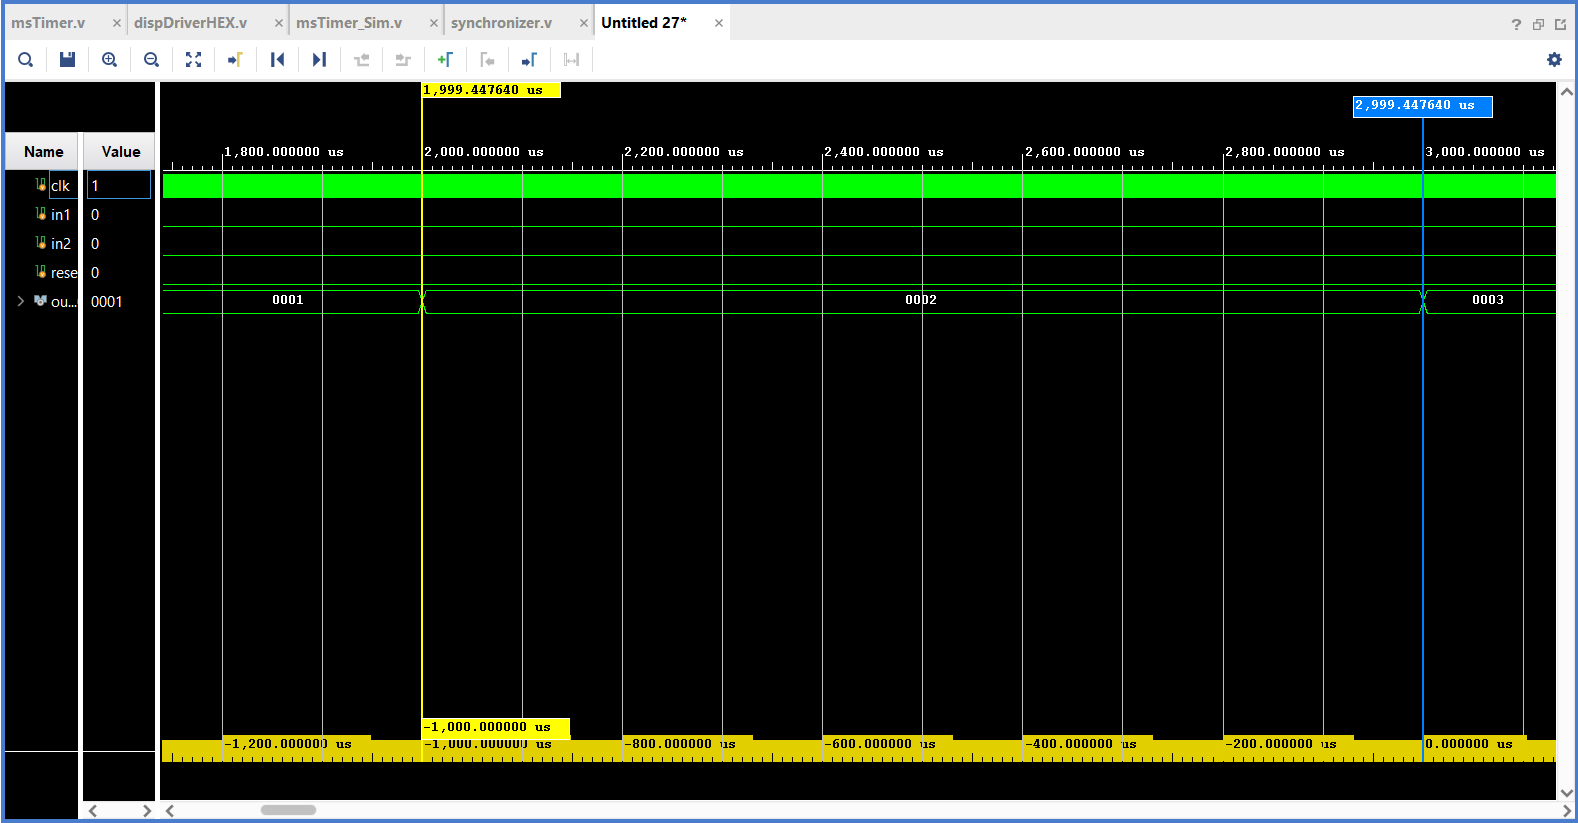 msTimer.v × dispDriverHEX.v × msTimer_Sim.v × synchronizer.v × Untitled 27* ×
?
1,999.447640 us
2,999.447640 us
Name Value
1,800.000000 us 2,000.000000 us 2,200.000000 us 2,400.000000 us 2,600.000000 us 2,800.000000 us 3,000.000000 us
clk 1
in1 0
in2 0
rese 0
ou... 0001 0001 0002 0003
-1,000.000000 us
-1,200.000000 us -1,000.000000 us -800.000000 us -600.000000 us -400.000000 us -200.000000 us 0.000000 us